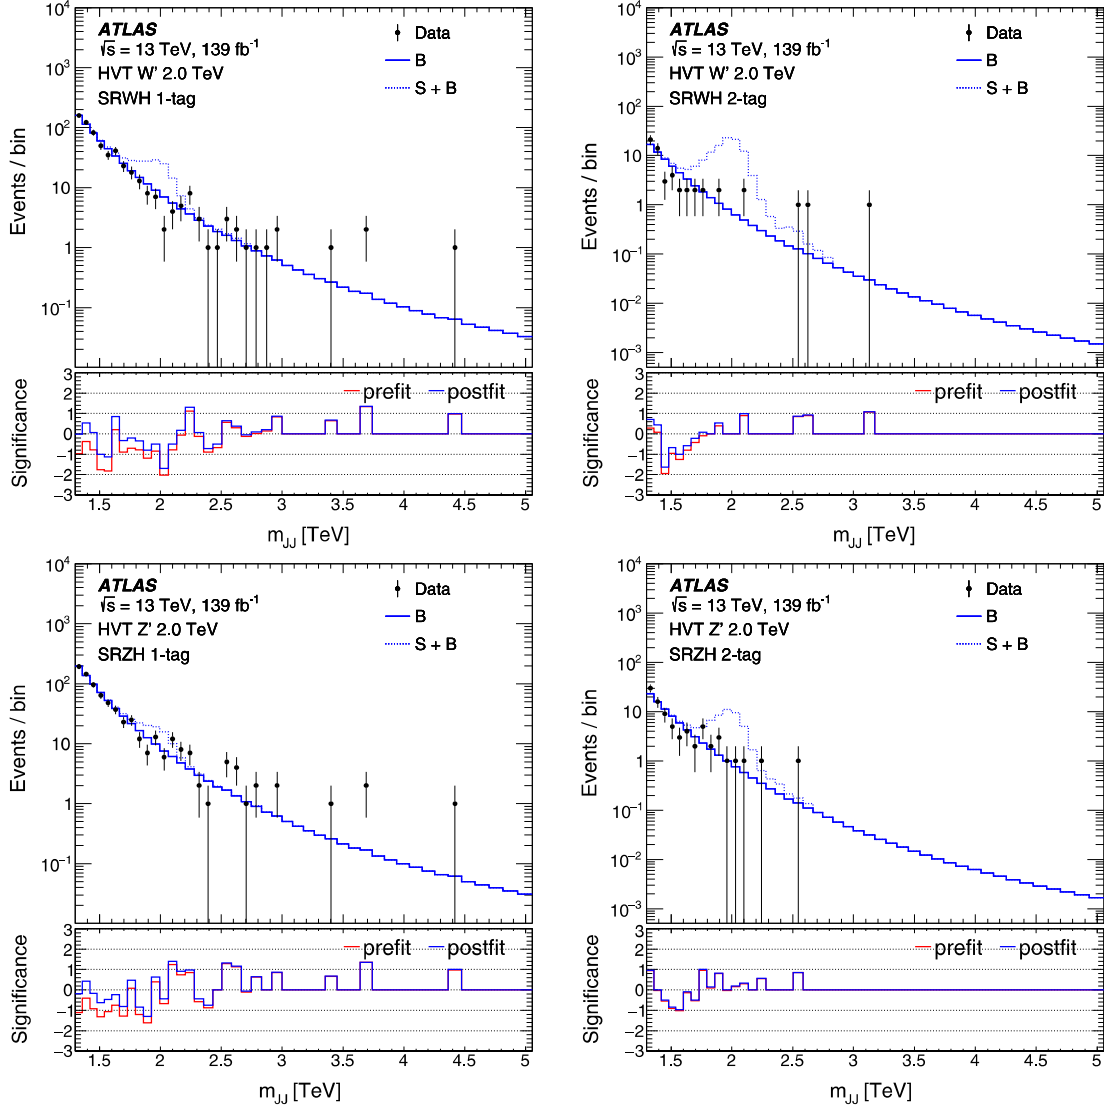 10⁴
10³
10²
10
1
10⁻¹
Events / bin
ATLAS
√s = 13 TeV, 139 fb⁻¹
HVT W' 2.0 TeV
SRWH 1-tag
Data
B
S + B
3
2
1
0
−1
−2
−3
Significance
prefit
postfit
1.5 2 2.5 3 3.5 4 4.5 5
m_JJ [TeV]
10⁴
10³
10²
10
1
10⁻¹
10⁻²
10⁻³
Events / bin
ATLAS
√s = 13 TeV, 139 fb⁻¹
HVT W' 2.0 TeV
SRWH 2-tag
Data
B
S + B
3
2
1
0
−1
−2
−3
Significance
prefit
postfit
1.5 2 2.5 3 3.5 4 4.5 5
m_JJ [TeV]
10⁴
10³
10²
10
1
10⁻¹
Events / bin
ATLAS
√s = 13 TeV, 139 fb⁻¹
HVT Z' 2.0 TeV
SRZH 1-tag
Data
B
S + B
3
2
1
0
−1
−2
−3
Significance
prefit
postfit
1.5 2 2.5 3 3.5 4 4.5 5
m_JJ [TeV]
10⁴
10³
10²
10
1
10⁻¹
10⁻²
10⁻³
Events / bin
ATLAS
√s = 13 TeV, 139 fb⁻¹
HVT Z' 2.0 TeV
SRZH 2-tag
Data
B
S + B
3
2
1
0
−1
−2
−3
Significance
prefit
postfit
1.5 2 2.5 3 3.5 4 4.5 5
m_JJ [TeV]